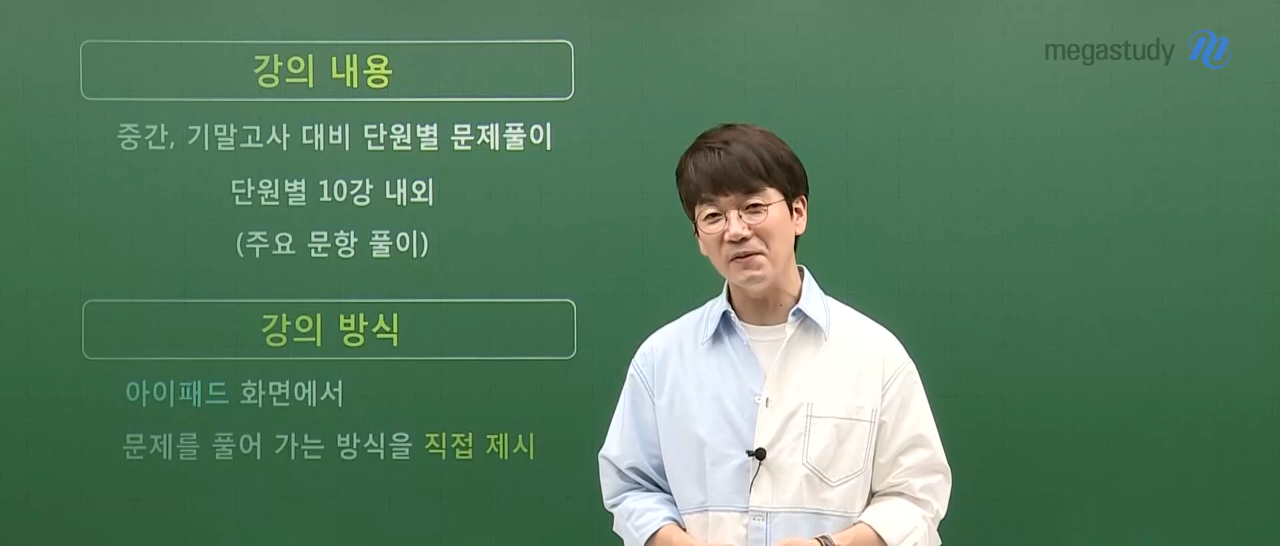 megastudy
강의 내용
중간, 기말고사 대비 단원별 문제풀이
단원별 10강 내외
(주요 문항 풀이)
강의 방식
아이패드 화면에서
문제를 풀어 가는 방식을 직접 제시